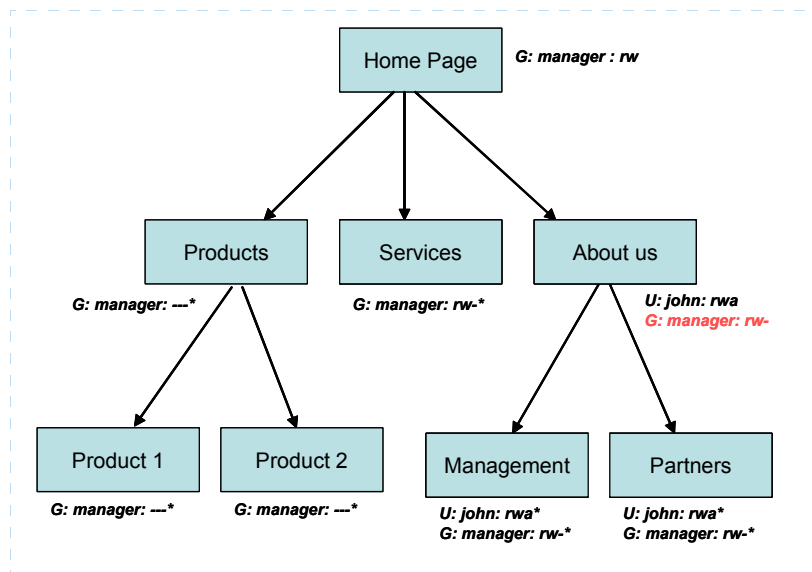 Home Page
G: manager : rw
Products
Services
About us
G: manager: ---*
G: manager: rw-*
U: john: rwa
G: manager: rw-
Product 1
Product 2
Management
Partners
G: manager: ---*
G: manager: ---*
U: john: rwa*
G: manager: rw-*
U: john: rwa*
G: manager: rw-*